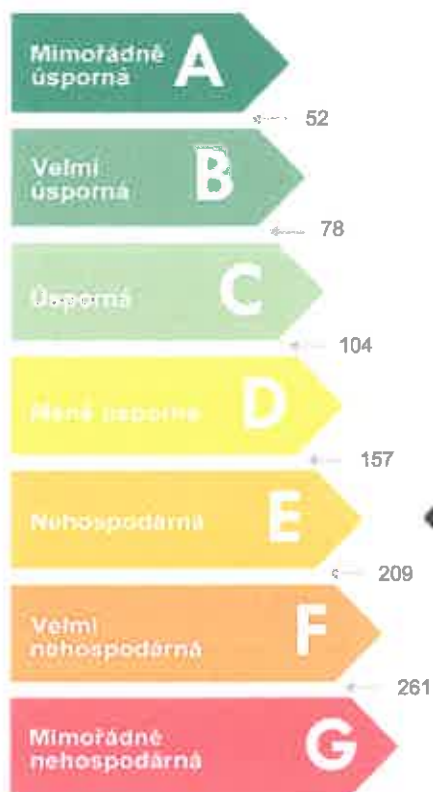 Mimořádně
úsporná
A
52
Velmi
úsporná
B
78
Úsporná
C
104
Méně úsporná
D
157
Nehospodárná
E
209
Velmi
nehospodárná
F
261
Mimořádně
nehospodárná
G